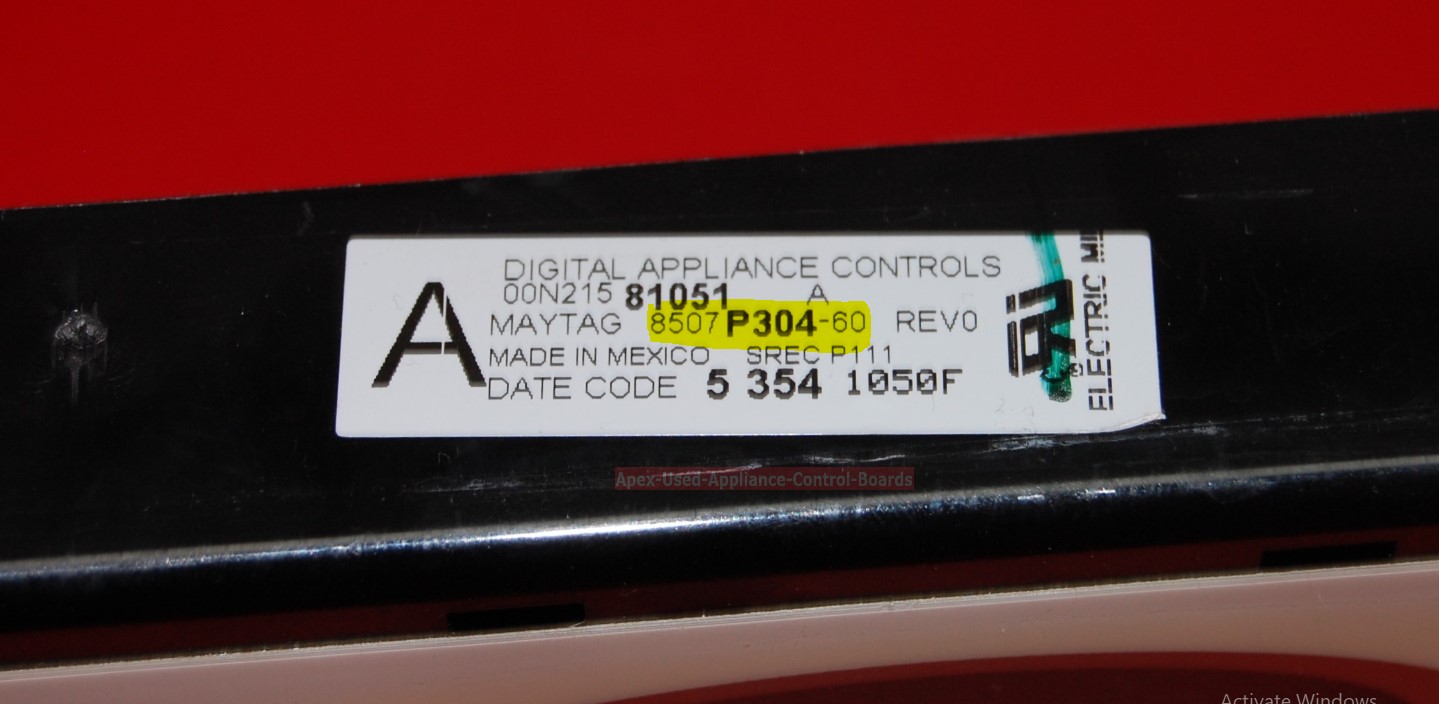 DIGITAL APPLIANCE CONTROLS
00N215 81051 A
A
MAYTAG 8507P304-60 REV0
MADE IN MEXICO SREC P111
DATE CODE 5 354 1050F
ELECTRIC
Apex-Used-Appliance-Control-Boards
Activate Windows